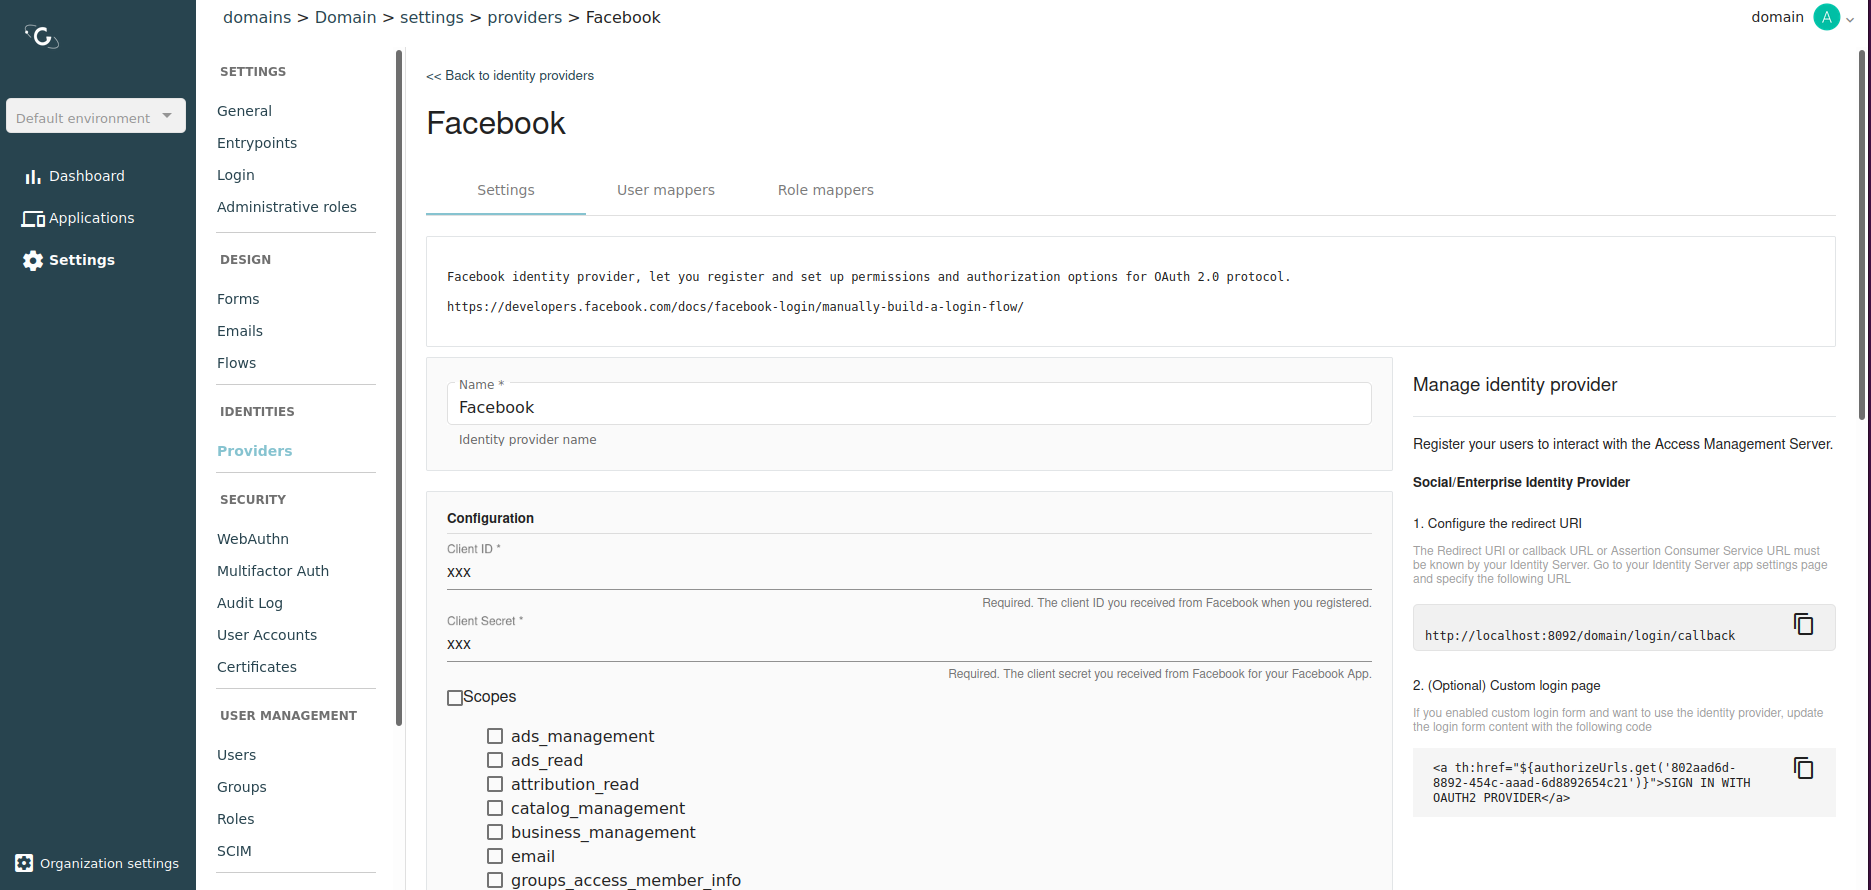 domains > Domain > settings > providers > Facebook
domain
A
Default environment
Dashboard
Applications
Settings
Organization settings
SETTINGS
General
Entrypoints
Login
Administrative roles
DESIGN
Forms
Emails
Flows
IDENTITIES
Providers
SECURITY
WebAuthn
Multifactor Auth
Audit Log
User Accounts
Certificates
USER MANAGEMENT
Users
Groups
Roles
SCIM
<< Back to identity providers
Facebook
Settings
User mappers
Role mappers
Facebook identity provider, let you register and set up permissions and authorization options for OAuth 2.0 protocol.
https://developers.facebook.com/docs/facebook-login/manually-build-a-login-flow/
Name *
Facebook
Identity provider name
Configuration
Client ID *
xxx
Required. The client ID you received from Facebook when you registered.
Client Secret *
xxx
Required. The client secret you received from Facebook for your Facebook App.
Scopes
ads_management
ads_read
attribution_read
catalog_management
business_management
email
groups_access_member_info
Manage identity provider
Register your users to interact with the Access Management Server.
Social/Enterprise Identity Provider
1. Configure the redirect URI
The Redirect URI or callback URL or Assertion Consumer Service URL must
be known by your Identity Server. Go to your Identity Server app settings page
and specify the following URL
http://localhost:8092/domain/login/callback
2. (Optional) Custom login page
If you enabled custom login form and want to use the identity provider, update
the login form content with the following code
<a th:href="${authorizeUrls.get('802aad6d-
8892-454c-aaad-6d8892654c21')}">SIGN IN WITH
OAUTH2 PROVIDER</a>